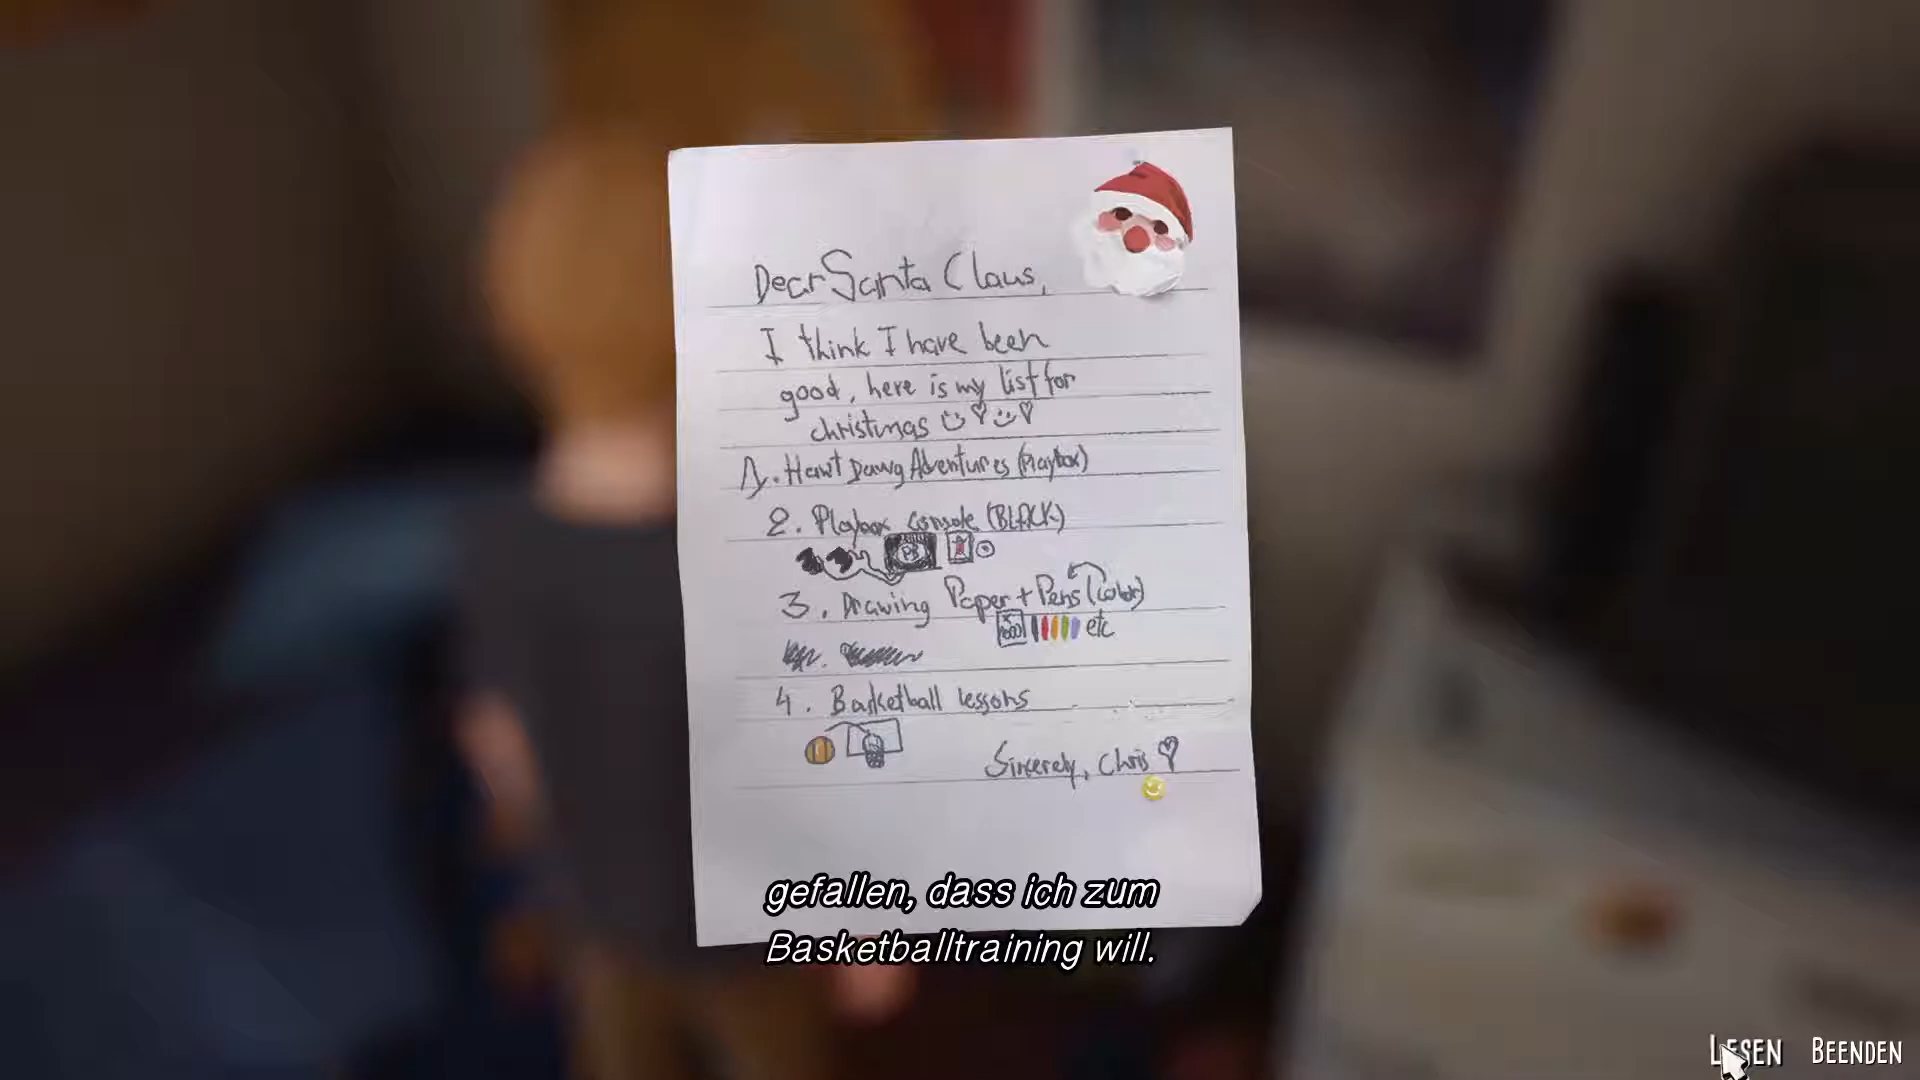 Dear Santa Claus,
I think I have been
good, here is my list for
christmas
1. Hawt Dawg Adventures (Playbox)
2. Playbox console (BLACK)
PB
3. Drawing Paper + Pens (color)
1000
etc
4. Basketball lessons
Sincerely, Chris
gefallen, dass ich zum
Basketballtraining will.
LESEN BEENDEN